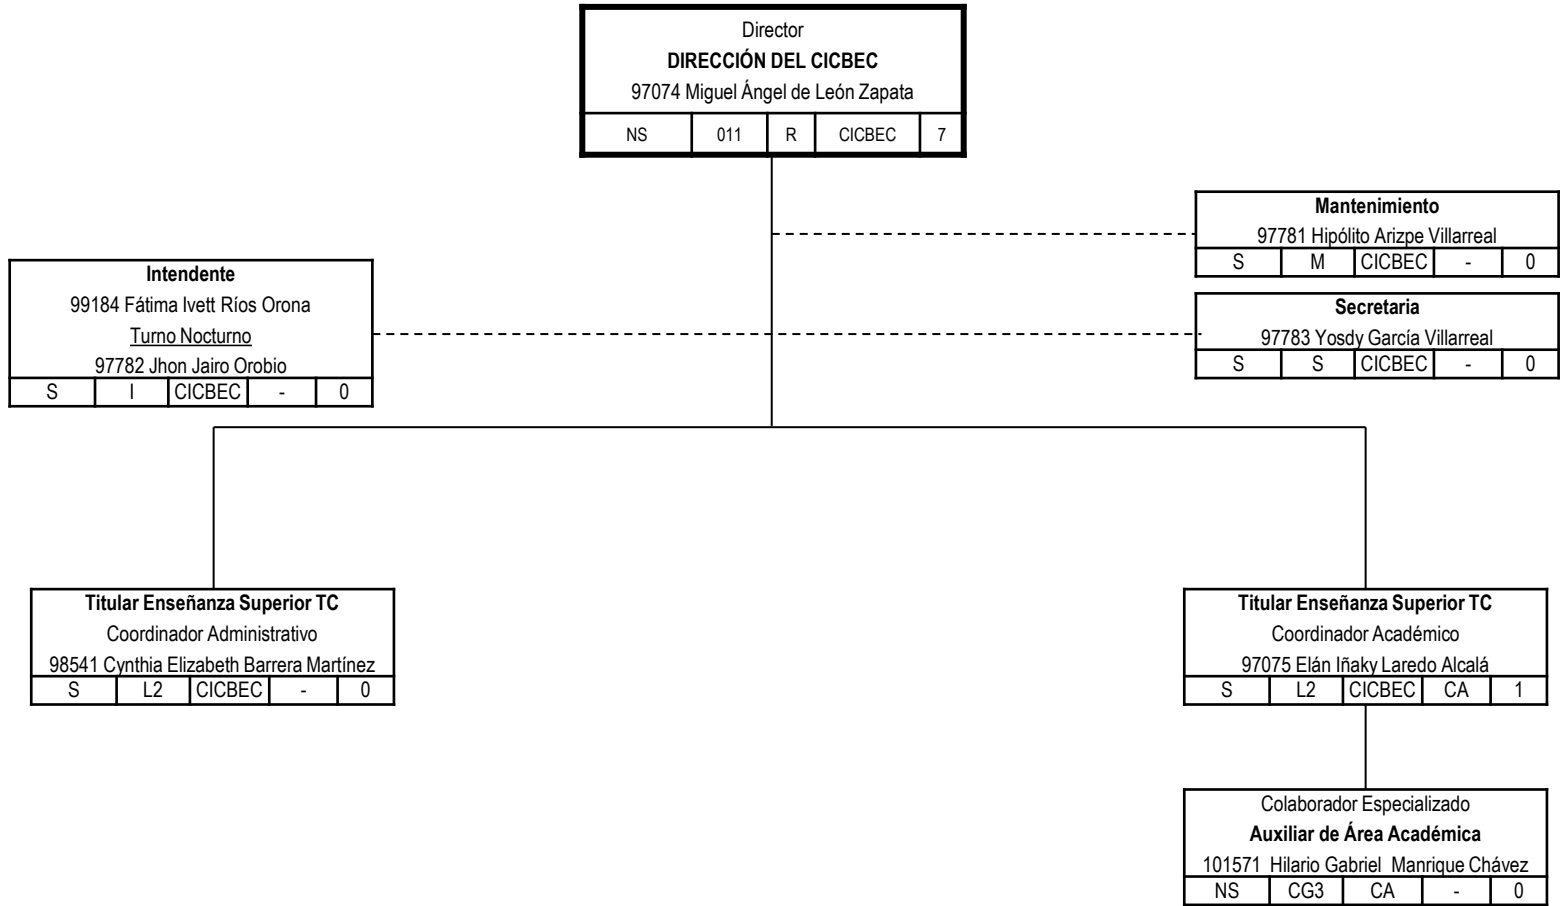 Director
DIRECCIÓN DEL CICBEC
97074 Miguel Ángel de León Zapata
NS 011 R CICBEC 7
Mantenimiento
97781 Hipólito Arizpe Villarreal
S M CICBEC - 0
Intendente
99184 Fátima Ivett Ríos Orona
Turno Nocturno
97782 Jhon Jairo Orobio
S I CICBEC - 0
Secretaria
97783 Yosdy García Villarreal
S S CICBEC - 0
Titular Enseñanza Superior TC
Coordinador Administrativo
98541 Cynthia Elizabeth Barrera Martínez
S L2 CICBEC - 0
Titular Enseñanza Superior TC
Coordinador Académico
97075 Elán Iñaky Laredo Alcalá
S L2 CICBEC CA 1
Colaborador Especializado
Auxiliar de Área Académica
101571 Hilario Gabriel Manrique Chávez
NS CG3 CA - 0